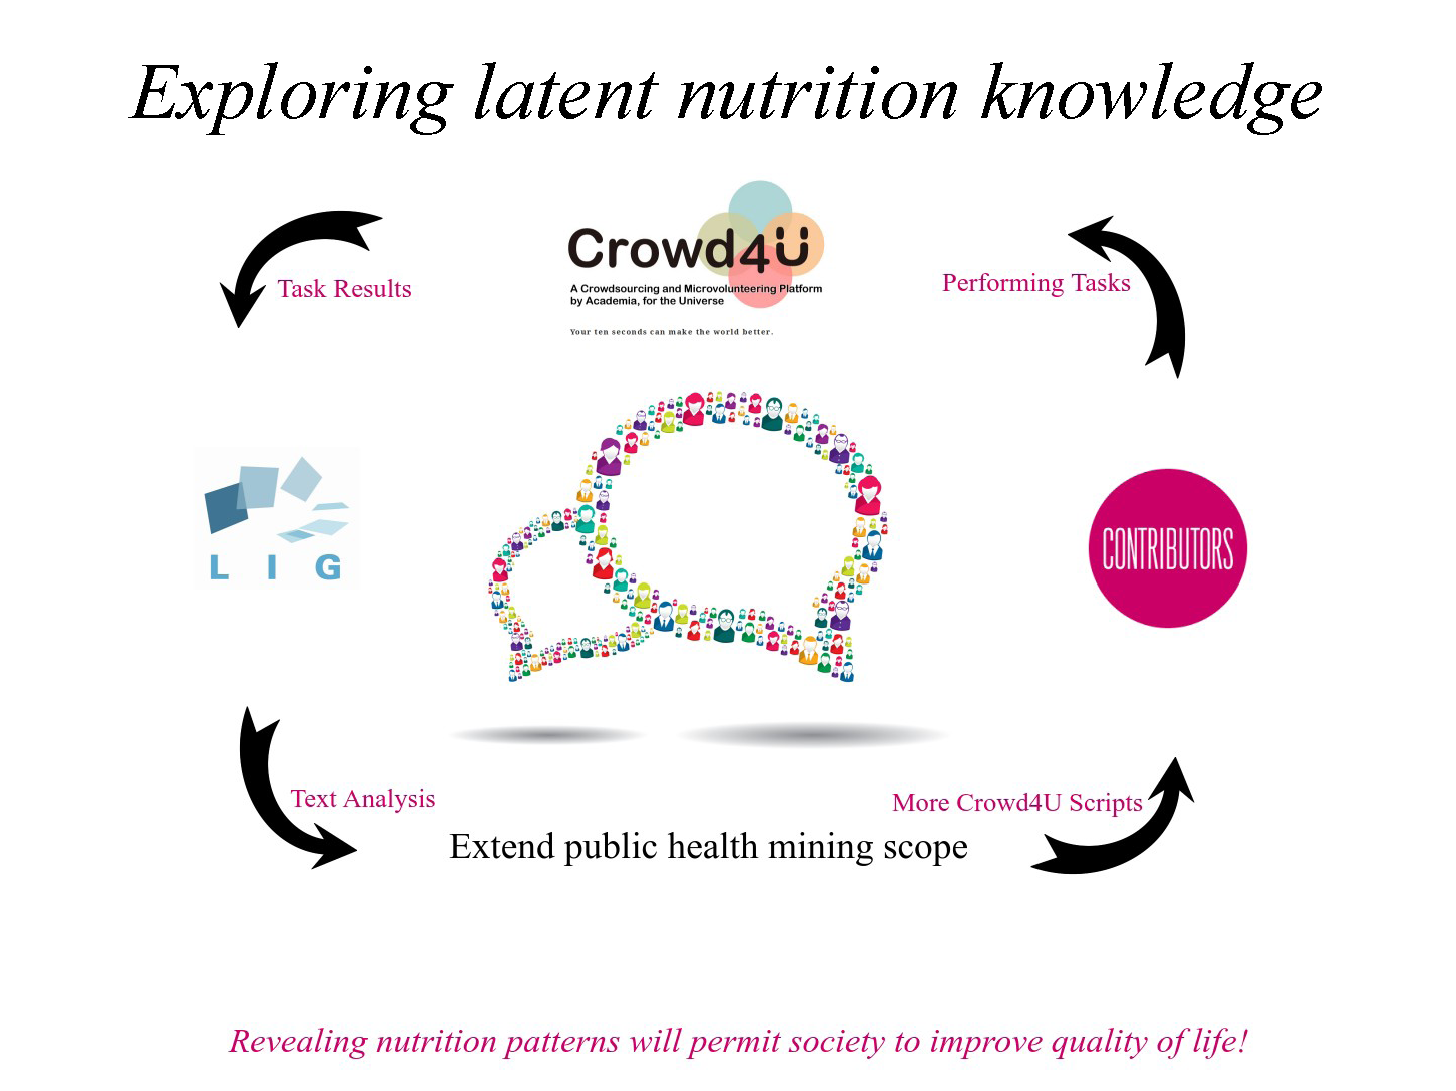 Exploring latent nutrition knowledge
Crowd4U
A Crowdsourcing and Microvolunteering Platform
by Academia, for the Universe
Your ten seconds can make the world better.
Task Results
Performing Tasks
L I G
CONTRIBUTORS
Text Analysis
More Crowd4U Scripts
Extend public health mining scope
Revealing nutrition patterns will permit society to improve quality of life!